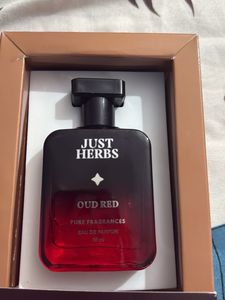 JUST
HERBS
OUD RED
PURE FRAGRANCES
EAU DE PARFUM